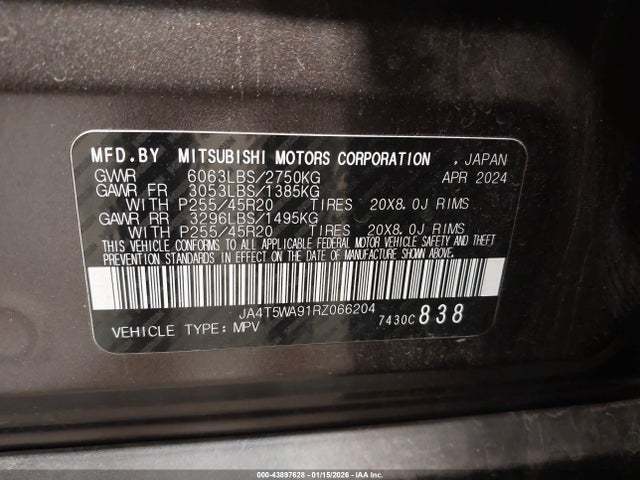 MFD.BY MITSUBISHI MOTORS CORPORATION , JAPAN
GVWR 6063LBS/2750KG APR 2024
GAWR FR 3053LBS/1385KG
WITH P255/45R20 TIRES 20X8.0J RIMS
GAWR RR 3296LBS/1495KG
WITH P255/45R20 TIRES 20X8.0J RIMS
THIS VEHICLE CONFORMS TO ALL APPLICABLE FEDERAL MOTOR VEHICLE SAFETY AND THEFT
PREVENTION STANDARDS IN EFFECT ON THE DATE OF MANUFACTURE SHOWN ABOVE.
JA4T5WA91RZ066204
VEHICLE TYPE:MPV 7430C 838
000-43897628 - 01/15/2026 - IAA Inc.